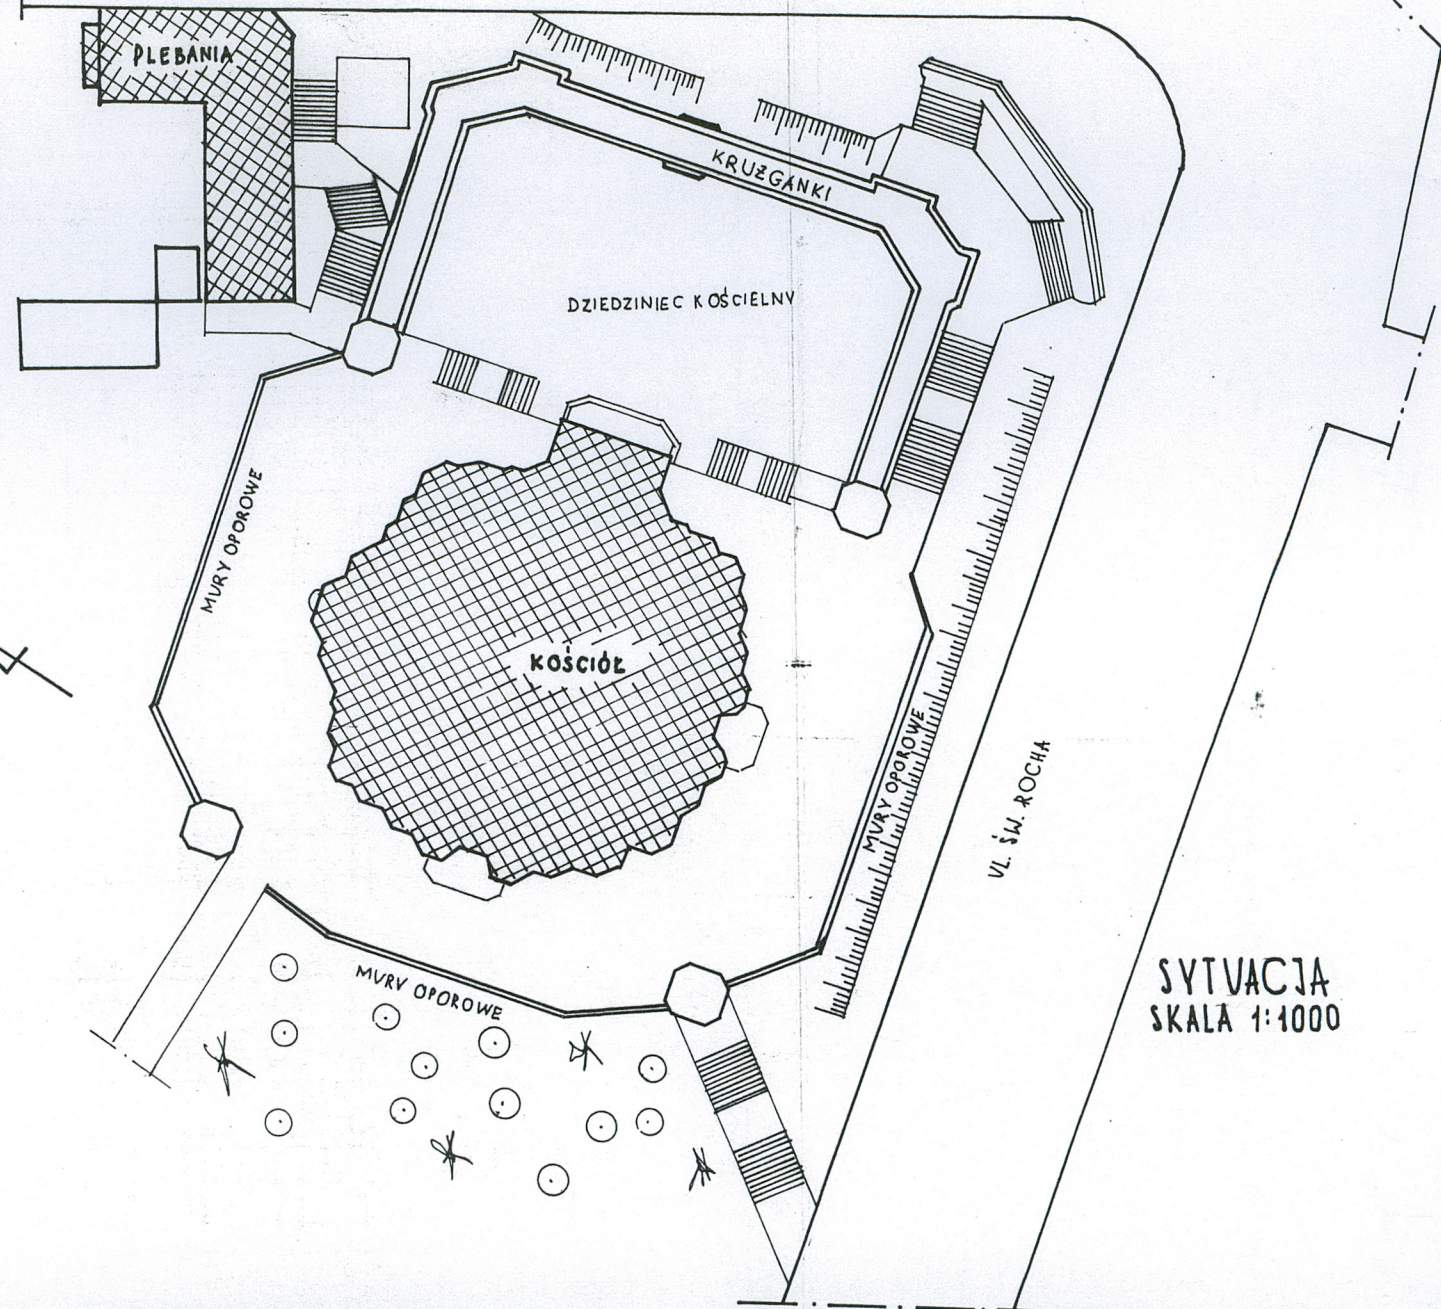 PLEBANIA
KRUŻGANKI
DZIEDZINIEC KOŚCIELNY
MURY OPOROWE
KOŚCIÓŁ
MURY OPOROWE
UL. ŚW. ROCHA
MURY OPOROWE
SYTUACJA
SKALA 1:1000